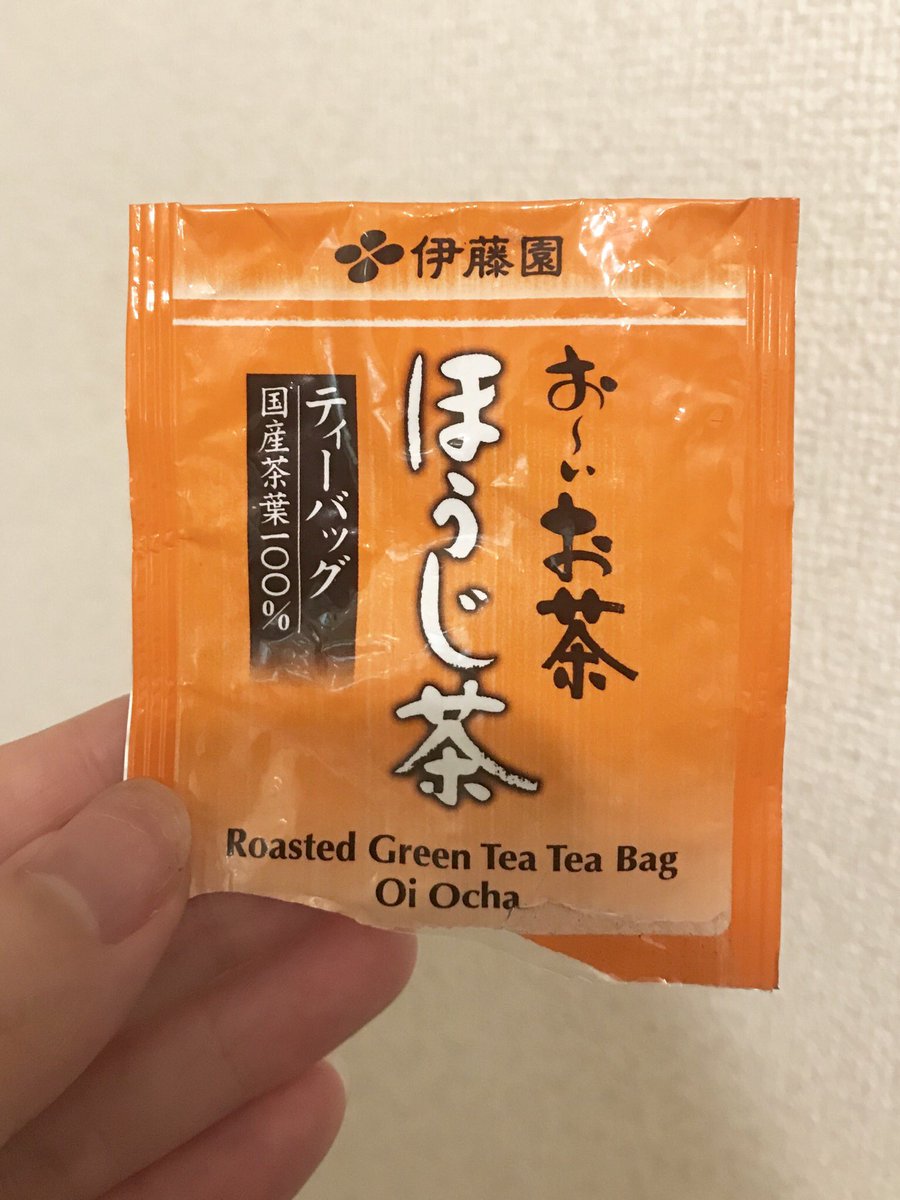 伊藤園
お～いお茶
ほうじ茶
ティーバッグ
国産茶葉一〇〇%
Roasted Green Tea Tea Bag
Oi Ocha